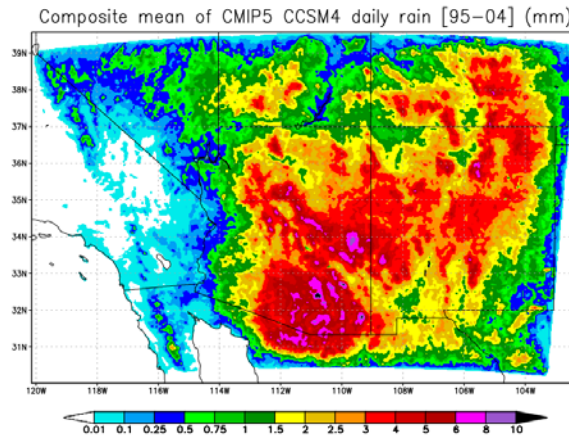 Composite mean of CMIP5 CCSM4 daily rain [95-04] (mm)
39N
38N
37N
36N
35N
34N
33N
32N
31N
120W 118W 116W 114W 112W 110W 108W 106W 104W
0.01 0.1 0.25 0.5 0.75 1 1.5 2 2.5 3 4 5 6 8 10